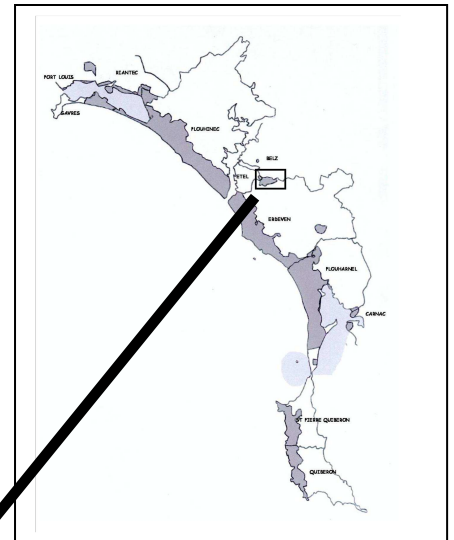 PORT LOUIS
RIANTEC
GAVRES
PLOUHINEC
BELZ
ETEL
ERDEVEN
PLOUHARNEL
CARNAC
ST PIERRE QUIBERON
QUIBERON